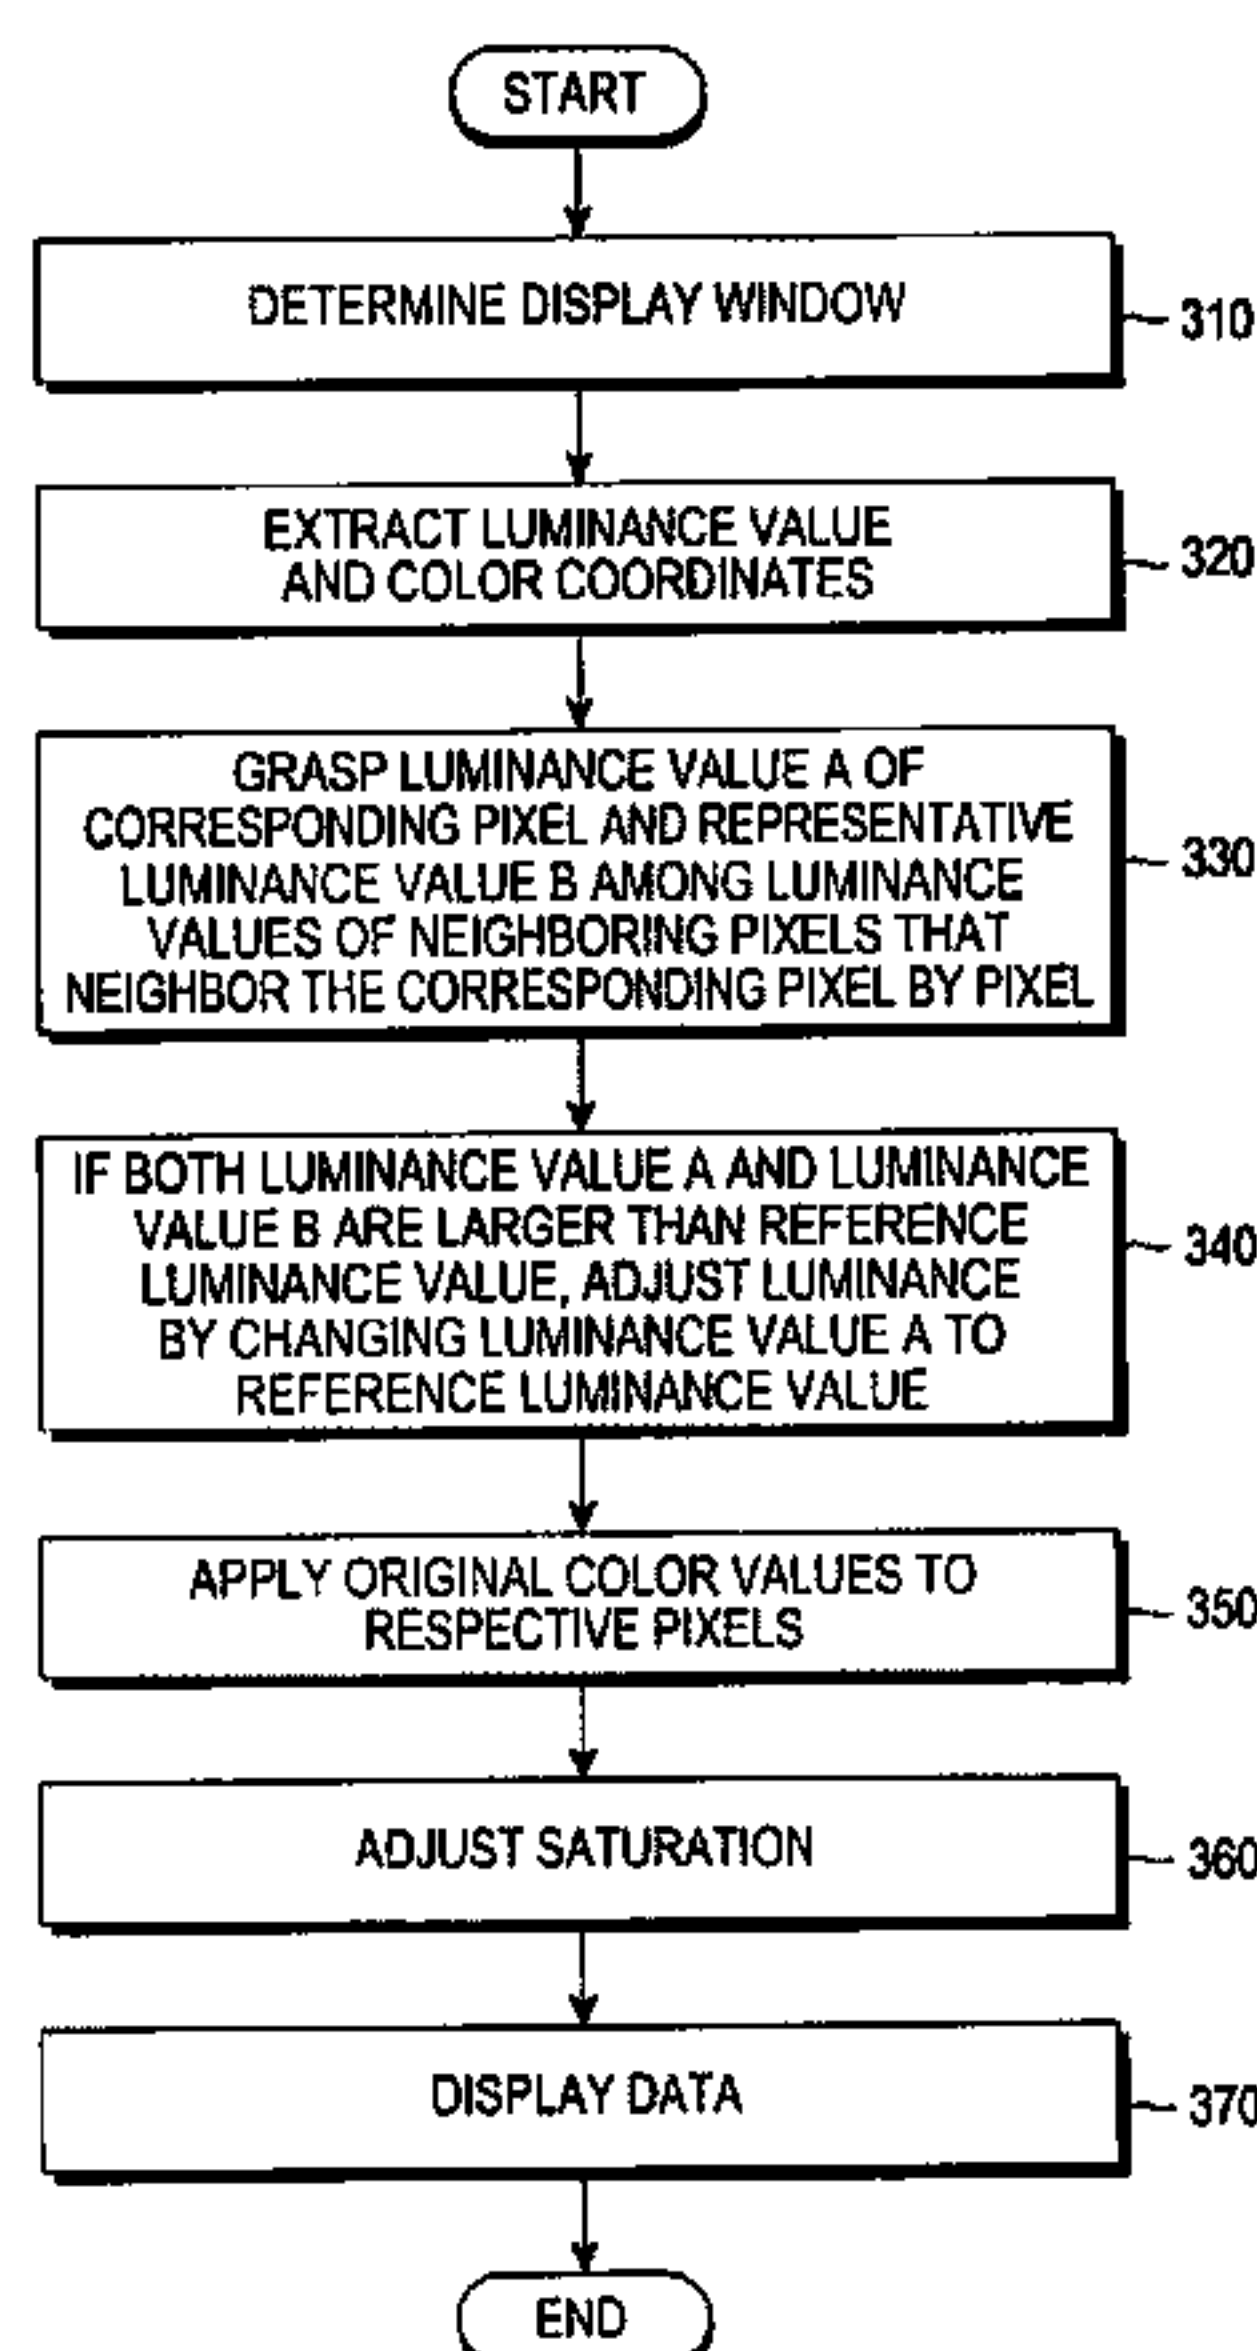 START
DETERMINE DISPLAY WINDOW
310
EXTRACT LUMINANCE VALUE
AND COLOR COORDINATES
320
GRASP LUMINANCE VALUE A OF
CORRESPONDING PIXEL AND REPRESENTATIVE
LUMINANCE VALUE B AMONG LUMINANCE
VALUES OF NEIGHBORING PIXELS THAT
NEIGHBOR THE CORRESPONDING PIXEL BY PIXEL
330
IF BOTH LUMINANCE VALUE A AND LUMINANCE
VALUE B ARE LARGER THAN REFERENCE
LUMINANCE VALUE, ADJUST LUMINANCE
BY CHANGING LUMINANCE VALUE A TO
REFERENCE LUMINANCE VALUE
340
APPLY ORIGINAL COLOR VALUES TO
RESPECTIVE PIXELS
350
ADJUST SATURATION
360
DISPLAY DATA
370
END